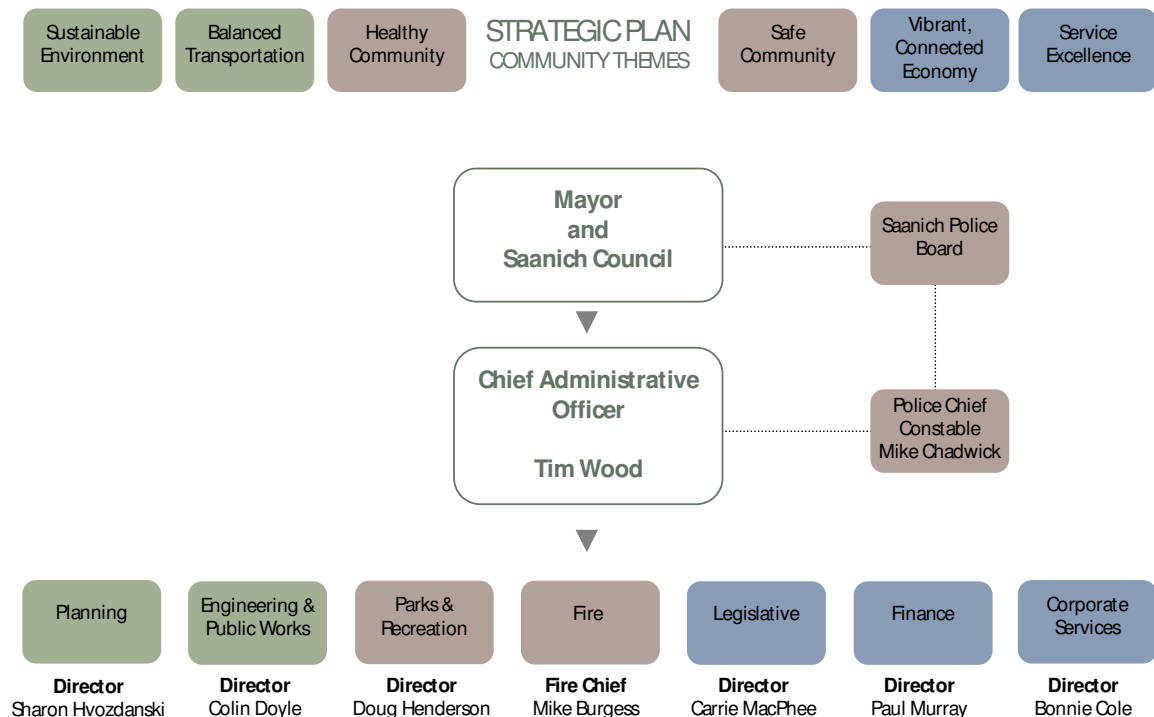 Sustainable
Environment
Balanced
Transportation
Healthy
Community
STRATEGIC PLAN
COMMUNITY THEMES
Safe
Community
Vibrant,
Connected
Economy
Service
Excellence
Mayor
and
Saanich Council
Saanich Police
Board
Chief Administrative
Officer
Tim Wood
Police Chief
Constable
Mike Chadwick
Planning
Engineering &
Public Works
Parks &
Recreation
Fire
Legislative
Finance
Corporate
Services
Director
Sharon Hvozdanski
Director
Colin Doyle
Director
Doug Henderson
Fire Chief
Mike Burgess
Director
Carrie MacPhee
Director
Paul Murray
Director
Bonnie Cole